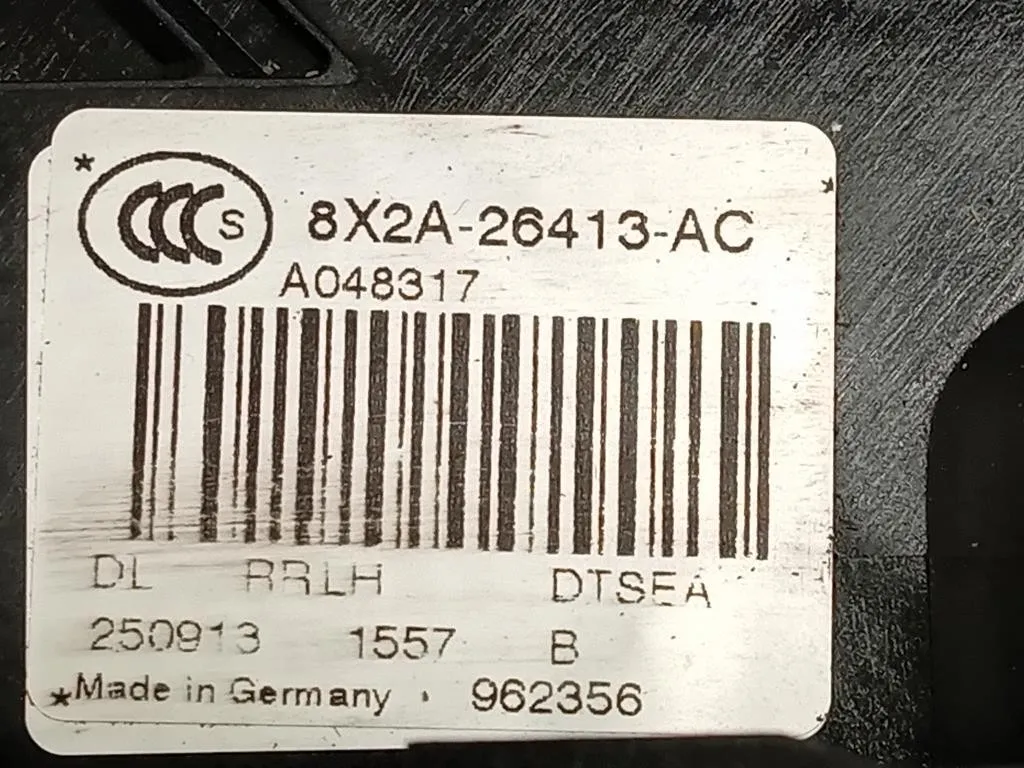 CCC S 8X2A-26413-AC
A048317
DL RRLH DTSEA
250913 1557 B
*Made in Germany . 962356